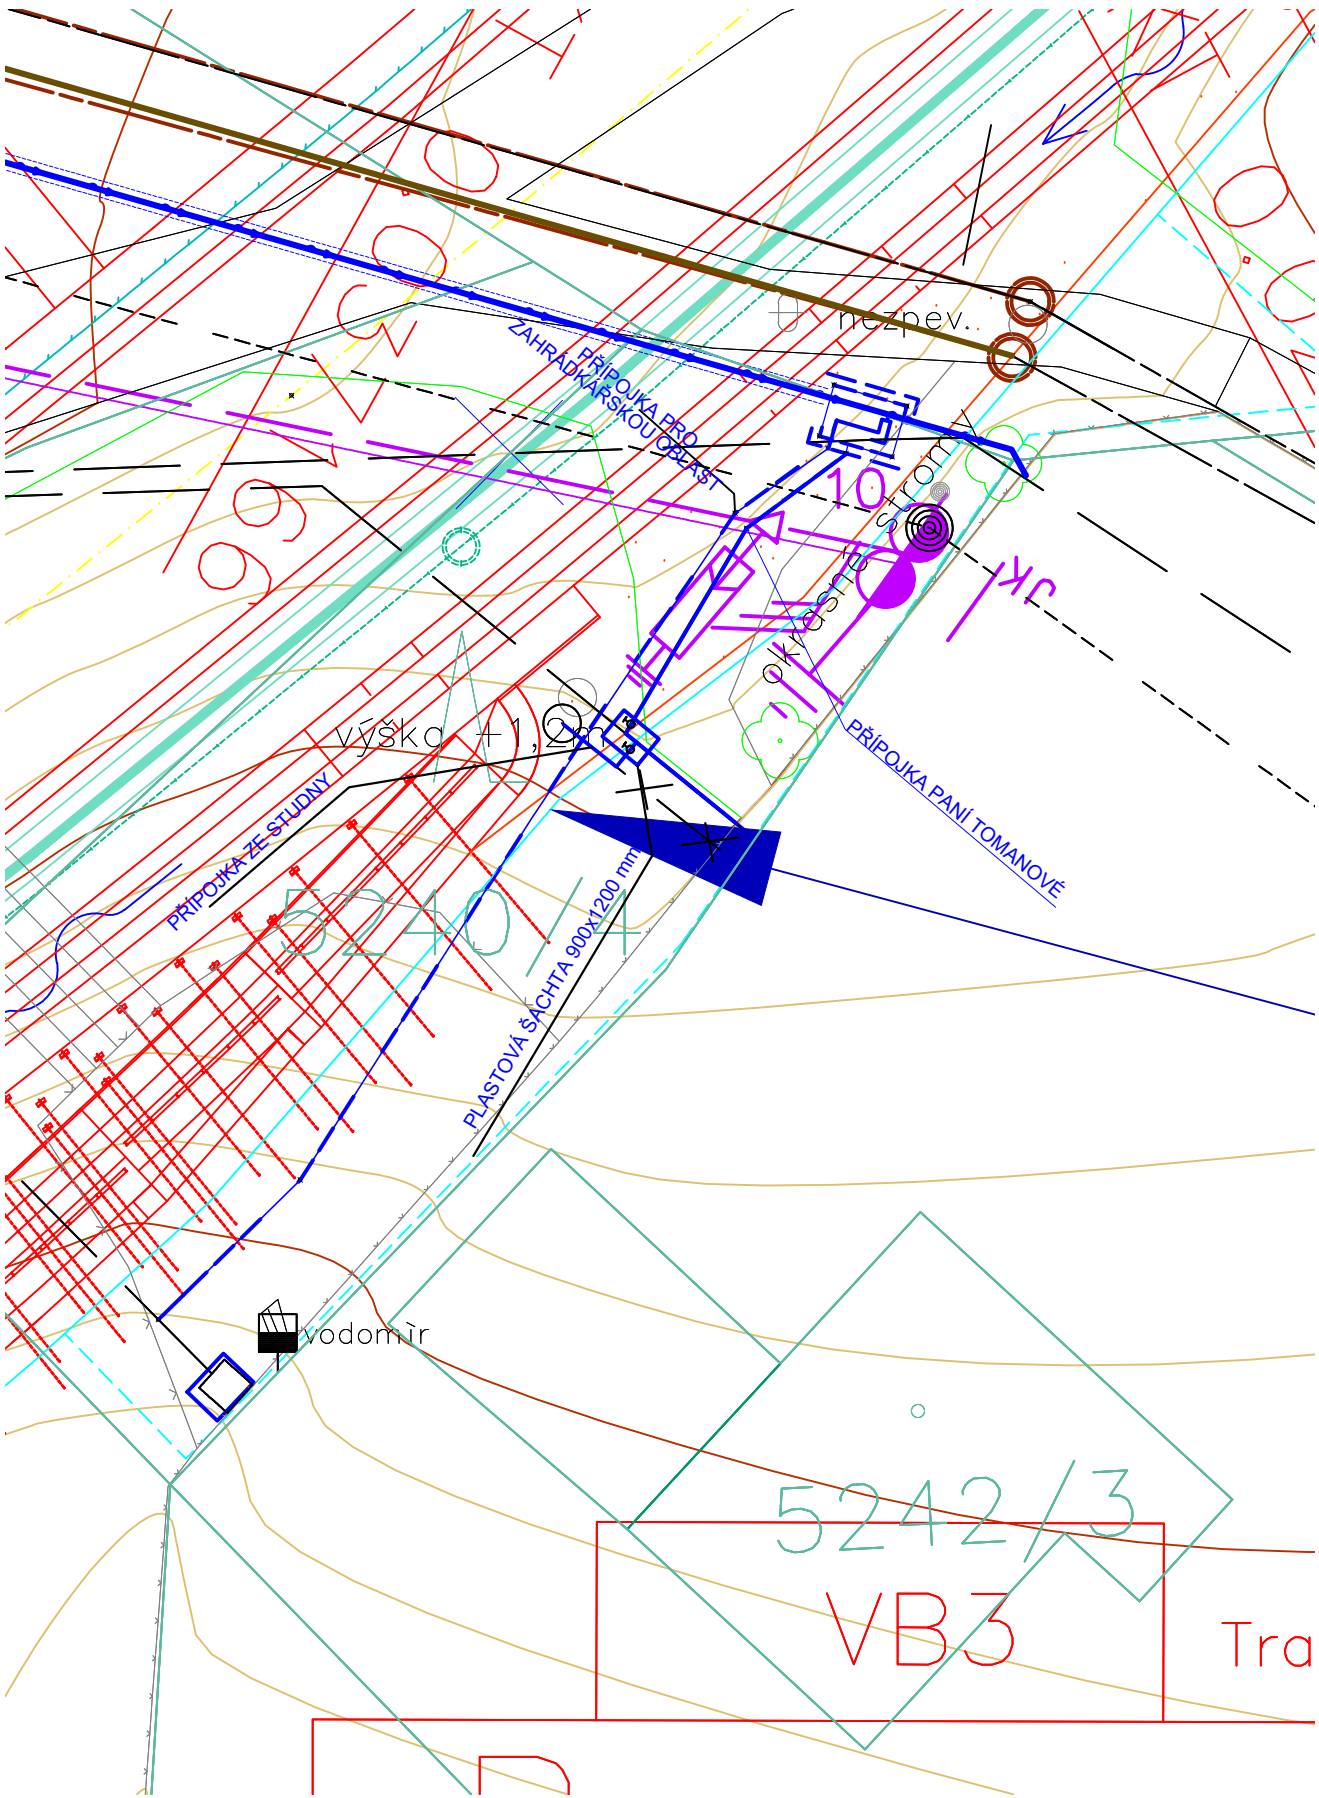 nezpev.
PŘÍPOJKA PRO
ZAHRÁDKÁŘSKOU OBLAST
10
okrasné stromy
JK
výška +1,2m
PŘÍPOJKA ZE STUDNY
PŘÍPOJKA PANÍ TOMANOVÉ
5240/4
PLASTOVÁ ŠACHTA 900x1200 mm
vodomìr
5242/3
VB3
Tra